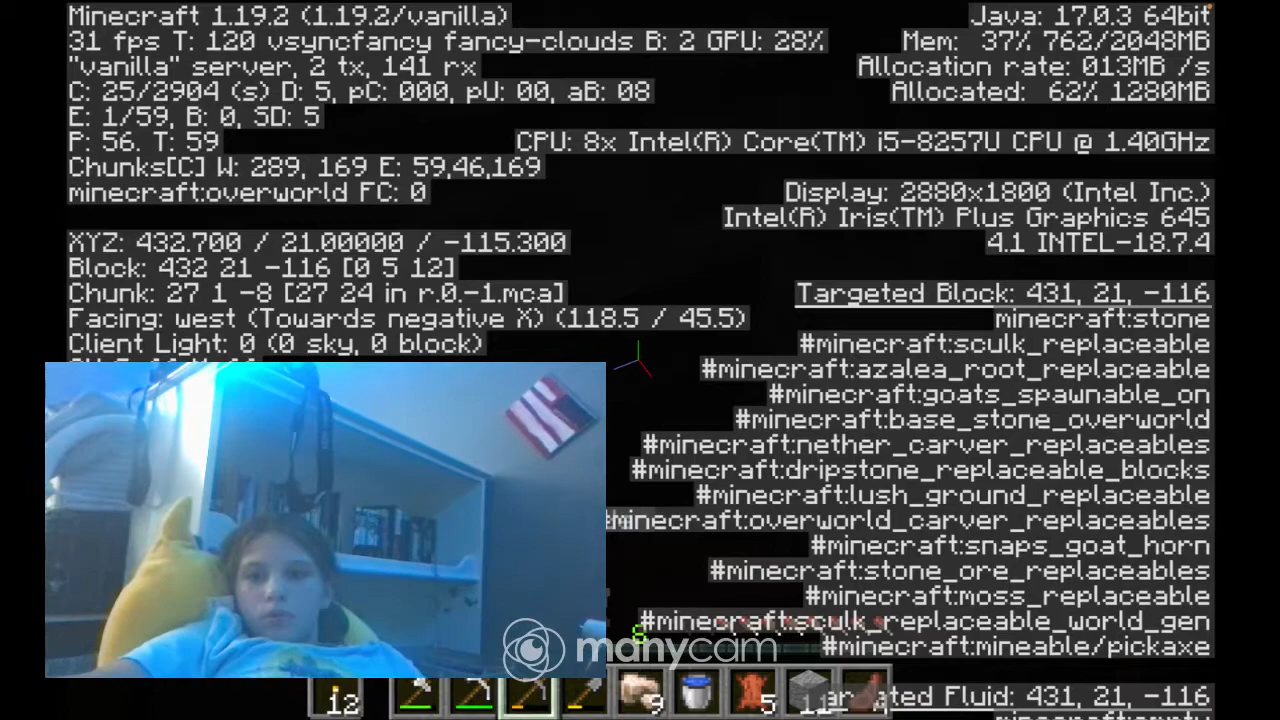 Minecraft 1.19.2 (1.19.2/vanilla)
31 fps T: 120 vsyncfancy fancy-clouds B: 2 GPU: 28%
"vanilla" server, 2 tx, 141 rx
C: 25/2904 (s) D: 5, pC: 000, pU: 00, aB: 08
E: 1/59, B: 0, SD: 5
P: 56. T: 59
Chunks[C] W: 289, 169 E: 59,46,169
minecraft:overworld FC: 0
XYZ: 432.700 / 21.00000 / -115.300
Block: 432 21 -116 [0 5 12]
Chunk: 27 1 -8 [27 24 in r.0.-1.mca]
Facing: west (Towards negative X) (118.5 / 45.5)
Client Light: 0 (0 sky, 0 block)
Java: 17.0.3 64bit
Mem: 37% 762/2048MB
Allocation rate: 013MB /s
Allocated: 62% 1280MB
CPU: 8x Intel(R) Core(TM) i5-8257U CPU @ 1.40GHz
Display: 2880x1800 (Intel Inc.)
Intel(R) Iris(TM) Plus Graphics 645
4.1 INTEL-18.7.4
Targeted Block: 431, 21, -116
minecraft:stone
#minecraft:sculk_replaceable
#minecraft:azalea_root_replaceable
#minecraft:goats_spawnable_on
#minecraft:base_stone_overworld
#minecraft:nether_carver_replaceables
#minecraft:dripstone_replaceable_blocks
#minecraft:lush_ground_replaceable
#minecraft:overworld_carver_replaceables
#minecraft:snaps_goat_horn
#minecraft:stone_ore_replaceables
#minecraft:moss_replaceable
#minecraft:sculk_replaceable_world_gen
#minecraft:mineable/pickaxe
8
manycam
12
9
5
11
Targeted Fluid: 431, 21, -116